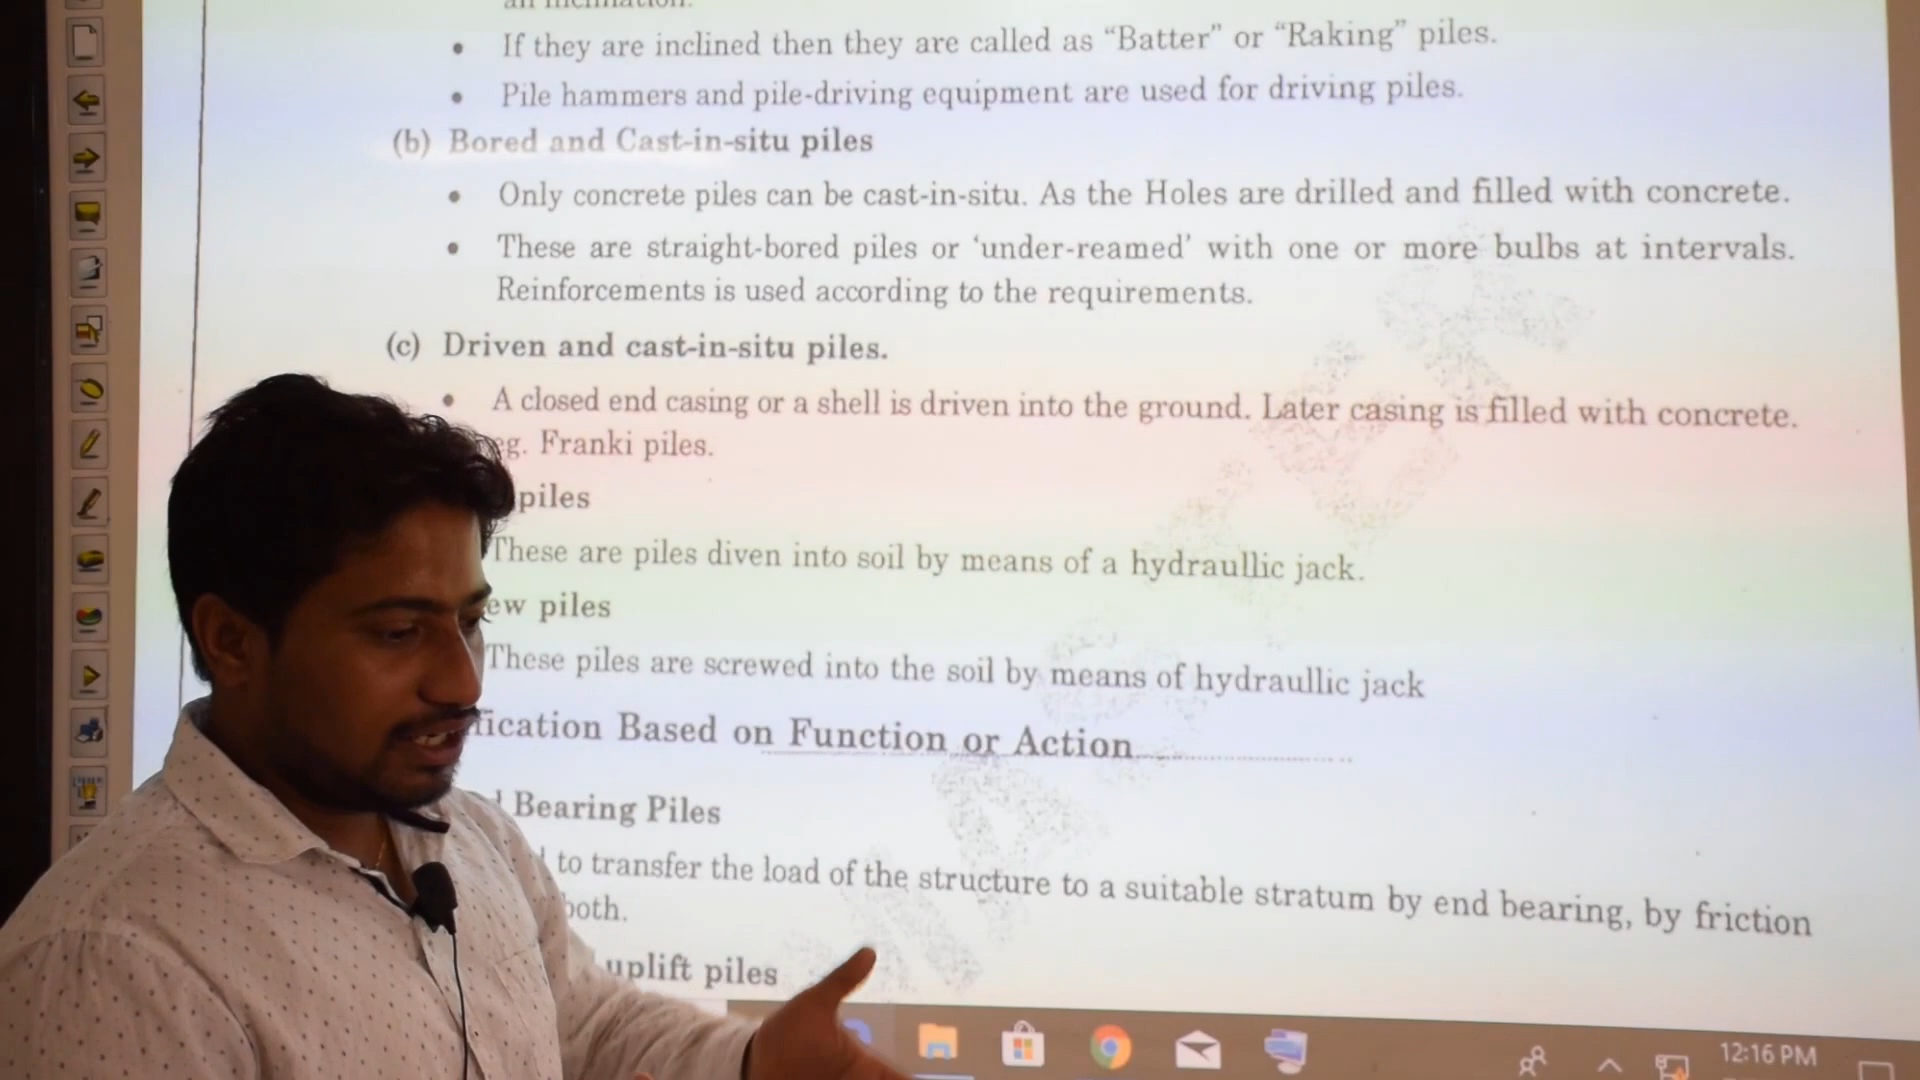 an inclination.
• If they are inclined then they are called as “Batter” or “Raking” piles.
• Pile hammers and pile-driving equipment are used for driving piles.
(b) Bored and Cast-in-situ piles
• Only concrete piles can be cast-in-situ. As the Holes are drilled and filled with concrete.
• These are straight-bored piles or ‘under-reamed’ with one or more bulbs at intervals.
Reinforcements is used according to the requirements.
(c) Driven and cast-in-situ piles.
• A closed end casing or a shell is driven into the ground. Later casing is filled with concrete.
eg. Franki piles.
piles
These are piles diven into soil by means of a hydraullic jack.
ew piles
These piles are screwed into the soil by means of hydraullic jack
fication Based on Function or Action
Bearing Piles
to transfer the load of the structure to a suitable stratum by end bearing, by friction
both.
uplift piles
12:16 PM